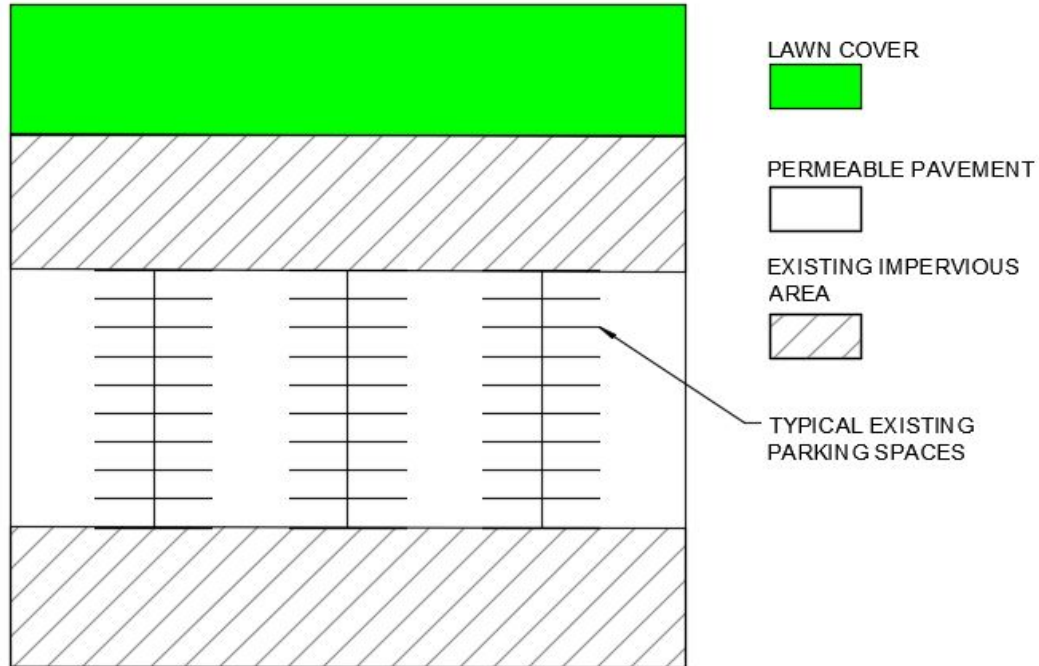 LAWN COVER
PERMEABLE PAVEMENT
EXISTING IMPERVIOUS
AREA
TYPICAL EXISTING
PARKING SPACES